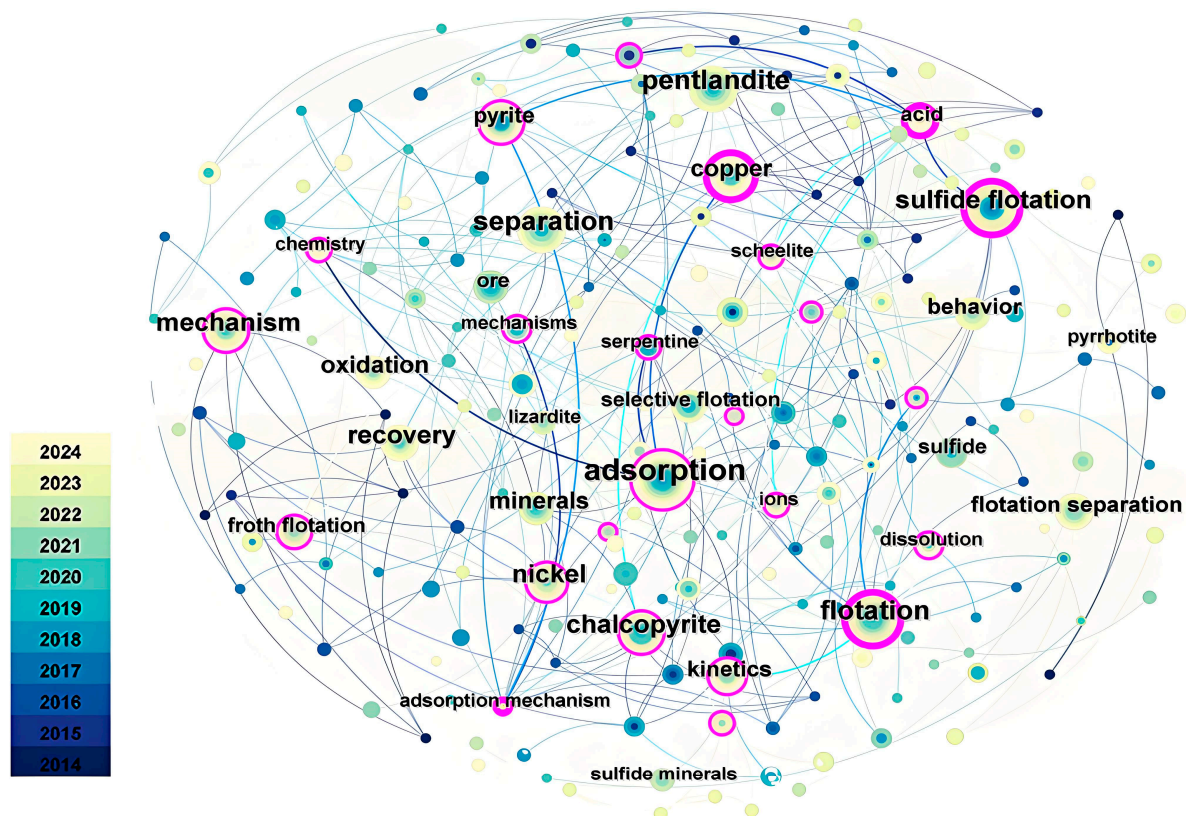 pentlandite
pyrite
acid
copper
sulfide flotation
separation
chemistry
scheelite
ore
behavior
mechanism
mechanisms
serpentine
pyrrhotite
oxidation
selective flotation
lizardite
recovery
sulfide
adsorption
minerals
ions
flotation separation
froth flotation
dissolution
nickel
flotation
chalcopyrite
kinetics
adsorption mechanism
sulfide minerals
2024
2023
2022
2021
2020
2019
2018
2017
2016
2015
2014